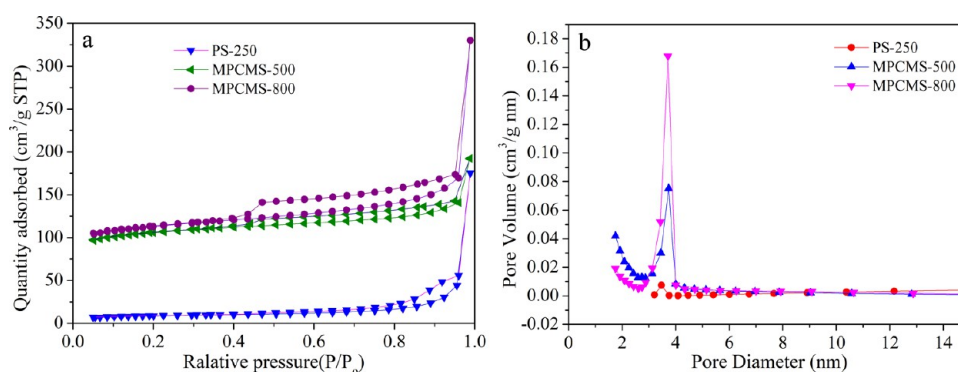 a
PS-250
MPCMS-500
MPCMS-800
Quantity adsorbed (cm³/g STP)
350
300
250
200
150
100
50
0
0.0 0.2 0.4 0.6 0.8 1.0
Ralative pressure(P/Pₒ)
b
PS-250
MPCMS-500
MPCMS-800
Pore Volume (cm³/g nm)
0.18
0.16
0.14
0.12
0.10
0.08
0.06
0.04
0.02
0.00
-0.02
0 2 4 6 8 10 12 14
Pore Diameter (nm)